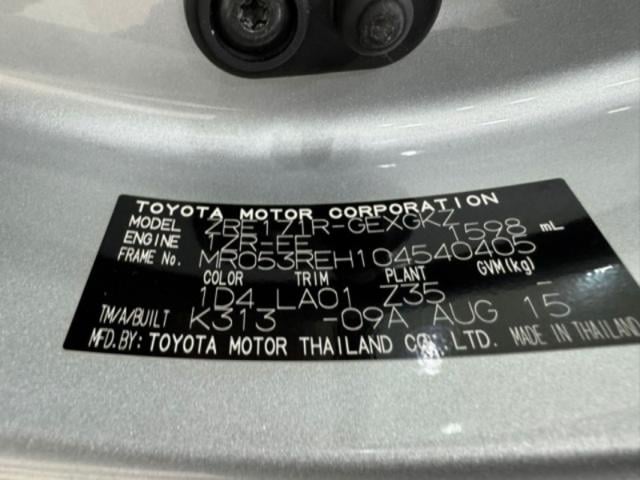 TOYOTA MOTOR CORPORATION
MODEL ZRE171R-GEXGKZ
ENGINE 1ZR-FE 1598 mL
FRAME No. MR053REH104540405
COLOR TRIM PLANT GVM(kg)
1D4 LA01 Z35 -
TM/A/BUILT K313 -09A AUG 15
MFD.BY: TOYOTA MOTOR THAILAND CO.,LTD. MADE IN THAILAND